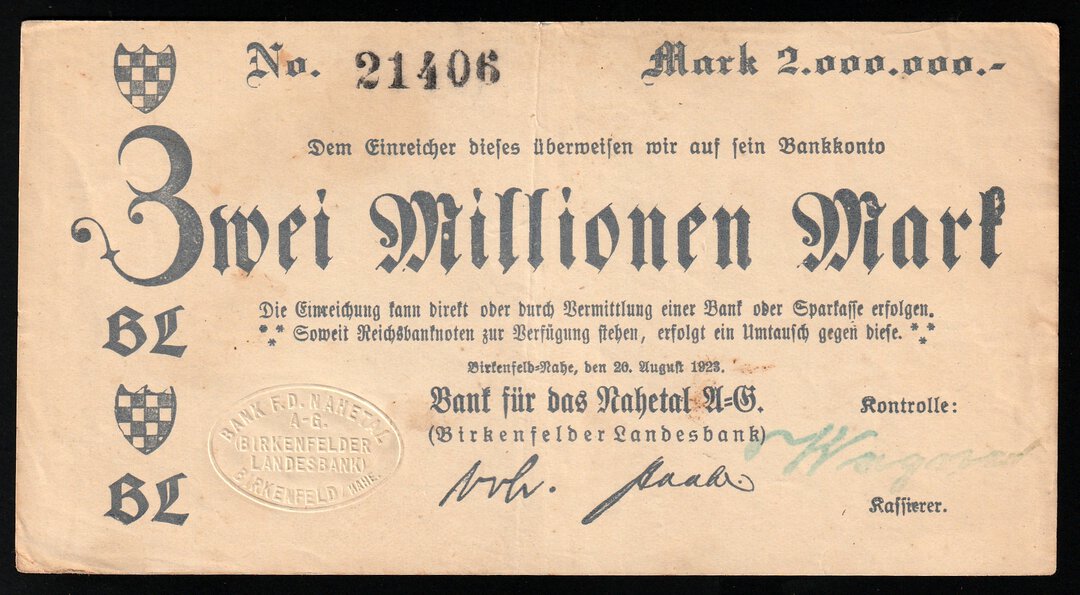 No. 21406 Mark 2.000.000.-
Dem Einreicher dieses überweisen wir auf sein Bankkonto
Zwei Millionen Mark
Die Einreichung kann direkt oder durch Vermittlung einer Bank oder Sparkasse erfolgen.
Soweit Reichsbanknoten zur Verfügung stehen, erfolgt ein Umtausch gegen diese.
BL
Birkenfeld-Nahe, den 20. August 1923.
Bank für das Nahetal A=G.
(Birkenfelder Landesbank)
Kontrolle:
BANK F.D. NAHETAL
A-G.
(BIRKENFELDER
LANDESBANK)
BIRKENFELD/NAHE.
BL
Kassierer.